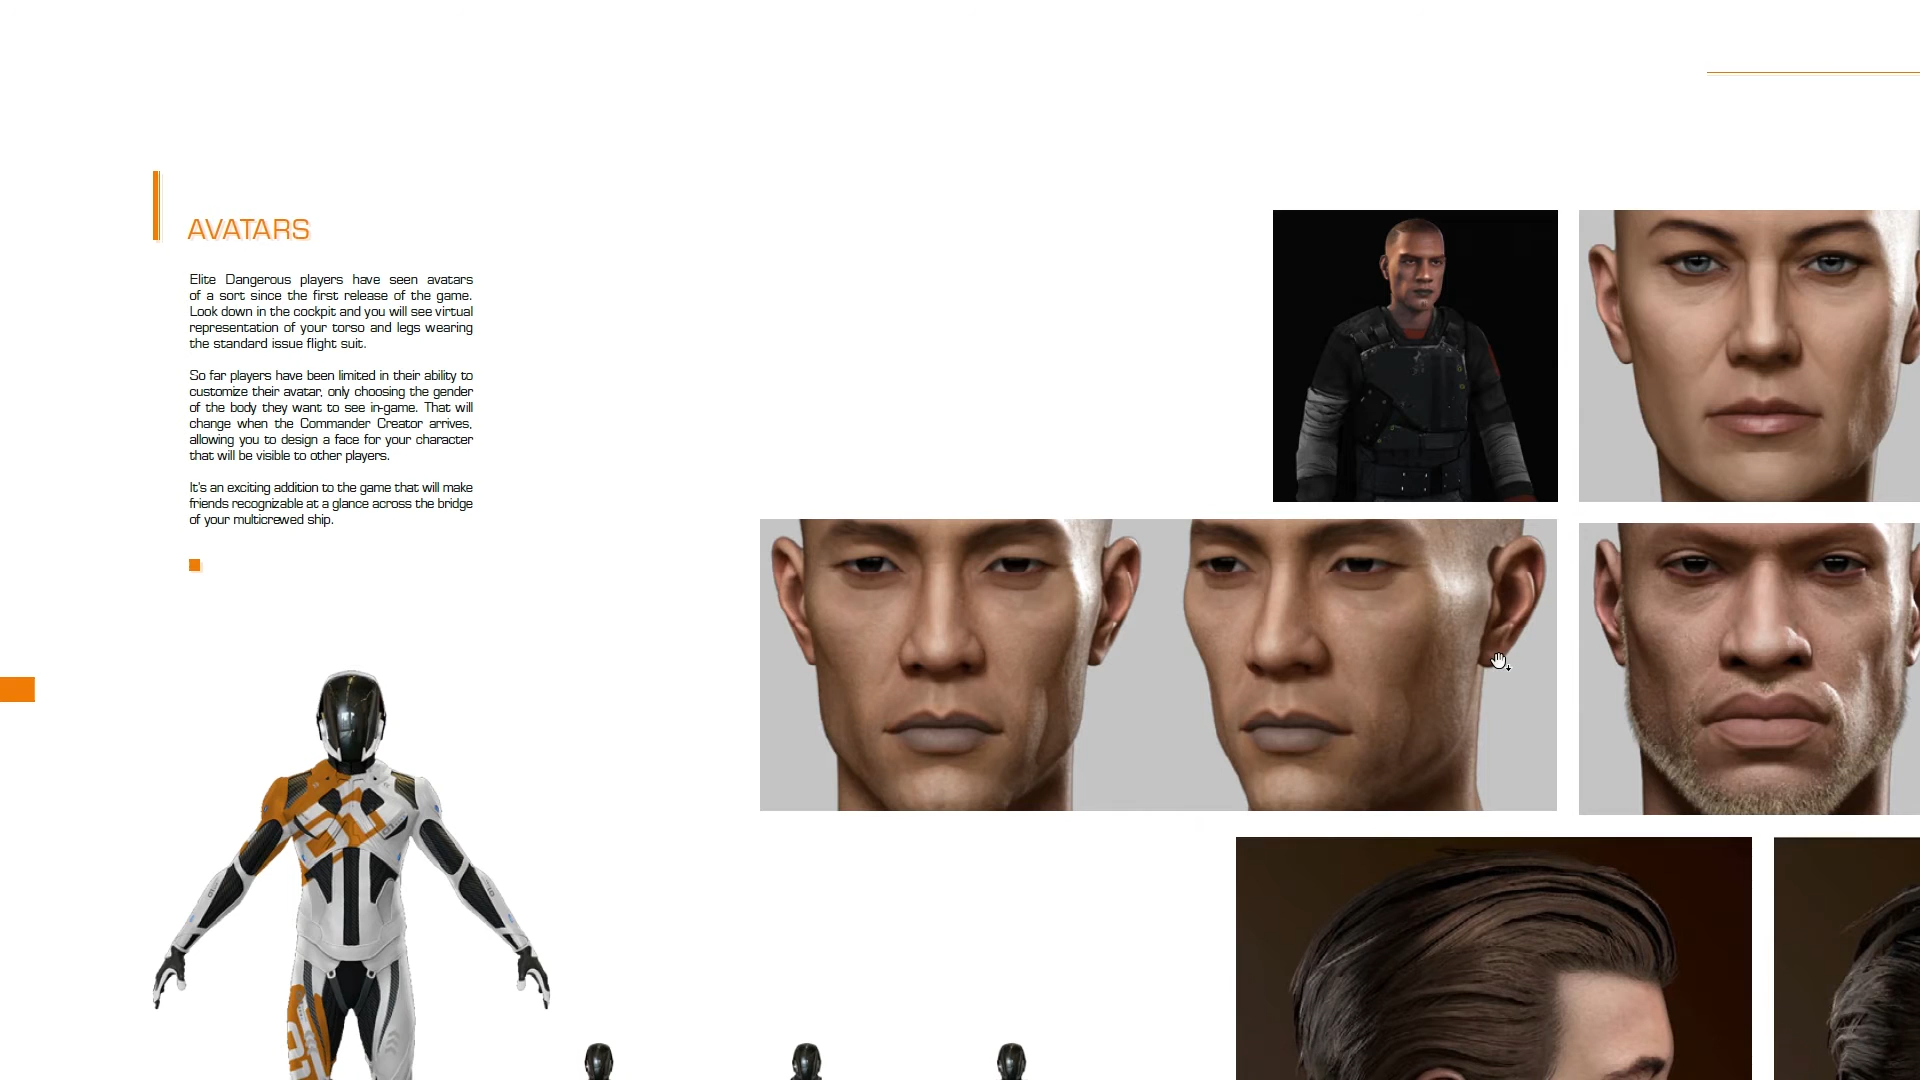 AVATARS
Elite Dangerous players have seen avatars
of a sort since the first release of the game.
Look down in the cockpit and you will see virtual
representation of your torso and legs wearing
the standard issue flight suit.
So far players have been limited in their ability to
customize their avatar, only choosing the gender
of the body they want to see in-game. That will
change when the Commander Creator arrives,
allowing you to design a face for your character
that will be visible to other players.
It's an exciting addition to the game that will make
friends recognizable at a glance across the bridge
of your multicrewed ship.